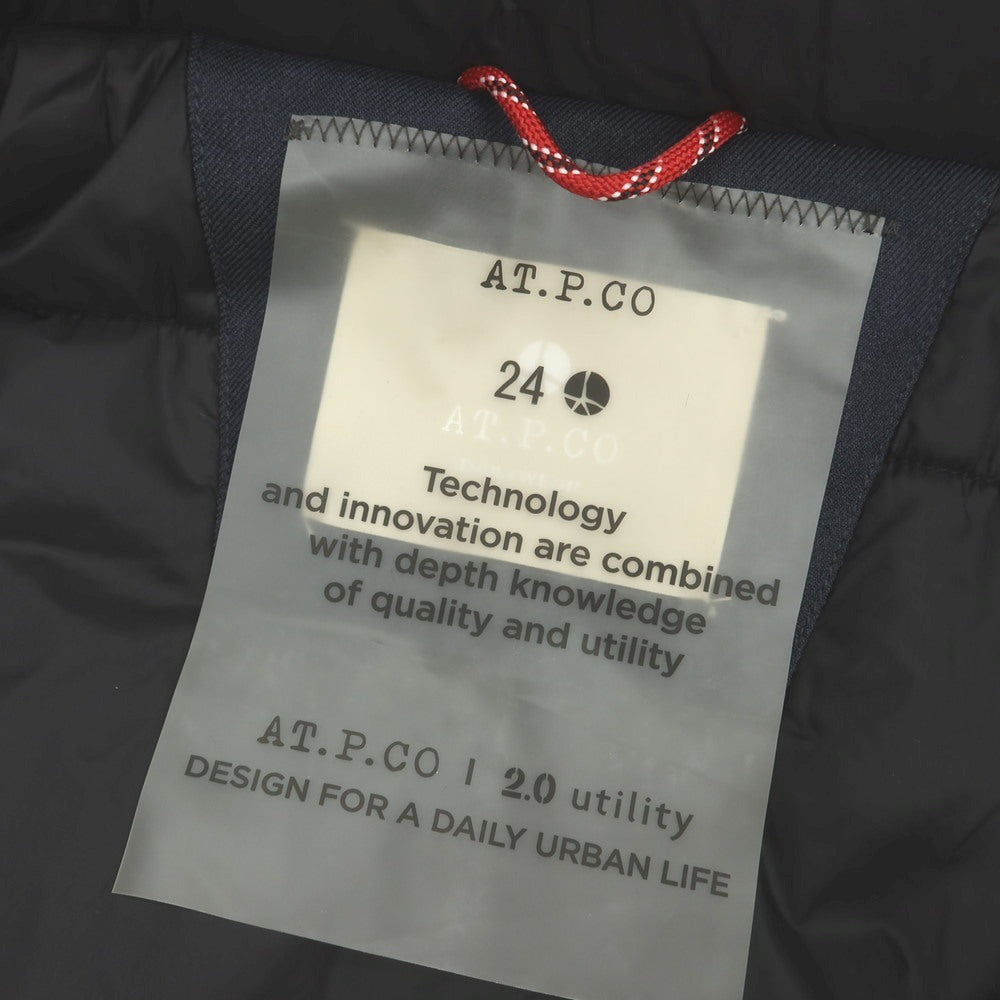 AT.P.CO
24
AT.P.CO
Technology
and innovation are combined
with depth knowledge
of quality and utility
AT.P.CO | 2.0 utility
DESIGN FOR A DAILY URBAN LIFE